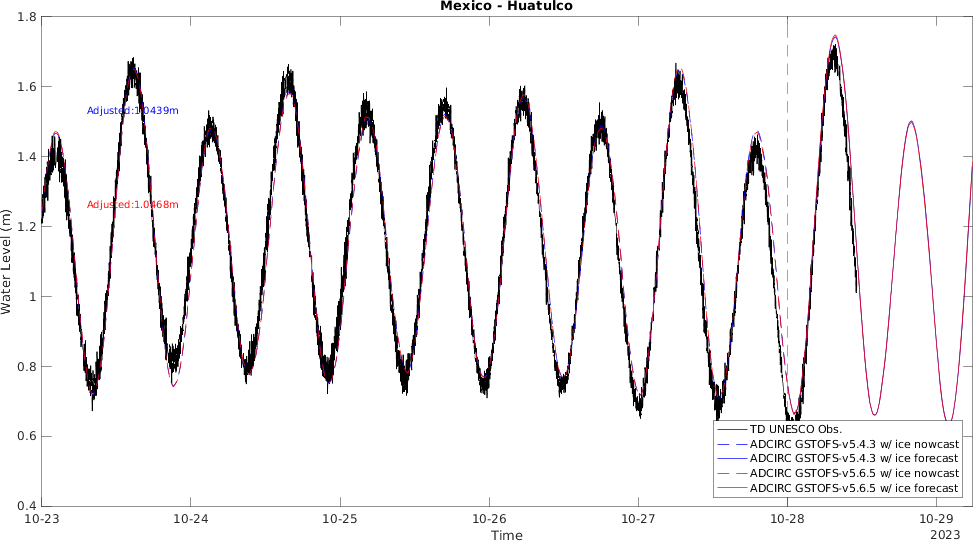 Mexico - Huatulco
1.8
1.6
1.4
1.2
1
0.8
0.6
0.4
Water Level (m)
Adjusted:1.0439m
Adjusted:1.0468m
TD UNESCO Obs.
ADCIRC GSTOFS-v5.4.3 w/ ice nowcast
ADCIRC GSTOFS-v5.4.3 w/ ice forecast
ADCIRC GSTOFS-v5.6.5 w/ ice nowcast
ADCIRC GSTOFS-v5.6.5 w/ ice forecast
10-23 10-24 10-25 10-26 10-27 10-28 10-29
Time 2023